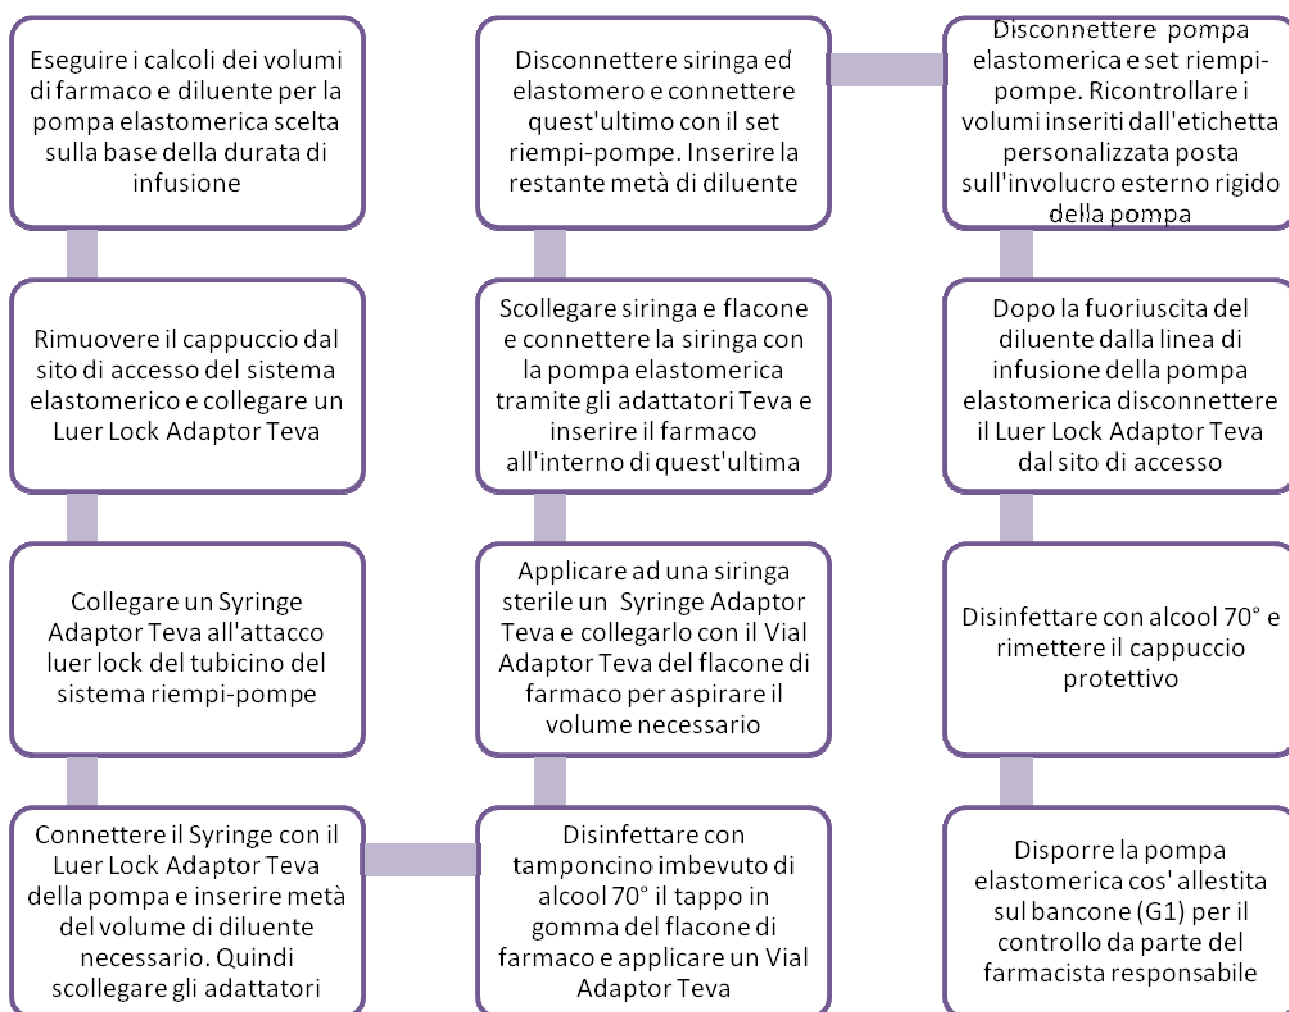 Eseguire i calcoli dei volumi
di farmaco e diluente per la
pompa elastomerica scelta
sulla base della durata di
infusione
Rimuovere il cappuccio dal
sito di accesso del sistema
elastomerico e collegare un
Luer Lock Adaptor Teva
Collegare un Syringe
Adaptor Teva all'attacco
luer lock del tubicino del
sistema riempi-pompe
Connettere il Syringe con il
Luer Lock Adaptor Teva
della pompa e inserire metà
del volume di diluente
necessario. Quindi
scollegare gli adattatori
Disinfettare con
tamponcino imbevuto di
alcool 70° il tappo in
gomma del flacone di
farmaco e applicare un Vial
Adaptor Teva
Applicare ad una siringa
sterile un Syringe Adaptor
Teva e collegarlo con il Vial
Adaptor Teva del flacone di
farmaco per aspirare il
volume necessario
Scollegare siringa e flacone
e connettere la siringa con
la pompa elastomerica
tramite gli adattatori Teva e
inserire il farmaco
all'interno di quest'ultima
Disconnettere siringa ed
elastomero e connettere
quest'ultimo con il set
riempi-pompe. Inserire la
restante metà di diluente
Disconnettere pompa
elastomerica e set riempi-
pompe. Ricontrollare i
volumi inseriti dall'etichetta
personalizzata posta
sull'involucro esterno rigido
della pompa
Dopo la fuoriuscita del
diluente dalla linea di
infusione della pompa
elastomerica disconnettere
il Luer Lock Adaptor Teva
dal sito di accesso
Disinfettare con alcool 70° e
rimettere il cappuccio
protettivo
Disporre la pompa
elastomerica cos' allestita
sul bancone (G1) per il
controllo da parte del
farmacista responsabile